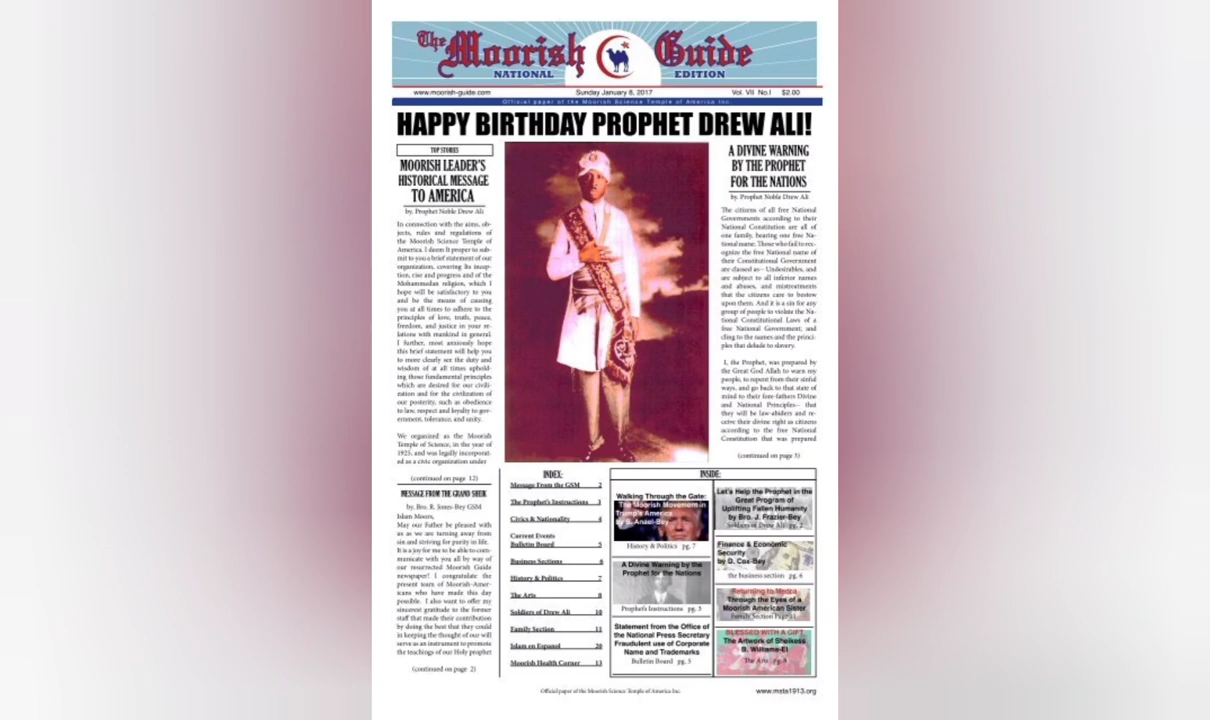 The Moorish Guide
NATIONAL EDITION
www.moorish-guide.com Sunday January 8, 2017 Vol. VII No.I $2.00
Official paper of the Moorish Science Temple of America Inc.
HAPPY BIRTHDAY PROPHET DREW ALI!
TOP STORIES
MOORISH LEADER'S
HISTORICAL MESSAGE
TO AMERICA
by, Prophet Noble Drew Ali
In connection with the aims, ob-
jects, rules and regulations of
the Moorish Science Temple of
America, I deem it proper to sub-
mit to you a brief statement of our
organization, covering its incep-
tion, rise and progress and of the
Mohammedan religion, which I
hope will be satisfactory to you
and be the means of causing
you at all times to adhere to the
principles of love, truth, peace,
freedom, and justice in your re-
lations with mankind in general.
I further, most anxiously hope
this brief statement will help you
to more clearly see the duty and
wisdom of at all times uphold-
ing those fundamental principles
which are desired for our civili-
zation and for the civilization of
our posterity, such as obedience
to law, respect and loyalty to gov-
ernment, tolerance, and unity.
We organized as the Moorish
Temple of Science, in the year of
1925, and was legally incorporat-
ed as a civic organization under
(continued on page 12)
MESSAGE FROM THE GRAND SHEIK
by, Bro. R. Jones-Bey GSM
Islam Moors,
May our Father be pleased with
us as we are turning away from
sin and striving for purity in life.
It is a joy for me to be able to com-
municate with you all by way of
our resurrected Moorish Guide
newspaper! I congratulate the
present team of Moorish-Amer-
icans who have made this day
possible. I also want to offer my
sincerest gratitude to the former
staff that made their contribution
by doing the best that they could
in keeping the thought of our will
serve as an instrument to promote
the teachings of our Holy prophet
(continued on page 2)
A DIVINE WARNING
BY THE PROPHET
FOR THE NATIONS
by, Prophet Noble Drew Ali
The citizens of all free National
Governments according to their
National Constitution are all of
one family, bearing one free Na-
tional name. Those who fail to rec-
ognize the free National name of
their Constitutional Government
are classed as-- Undesirables, and
are subject to all inferior names
and abuses, and mistreatments
that the citizens care to bestow
upon them. And it is a sin for any
group of people to violate the Na-
tional Constitutional Laws of a
free National Government; and
cling to the names and the princi-
ples that delude to slavery.
I, the Prophet, was prepared by
the Great God Allah to warn my
people, to repent from their sinful
ways, and go back to that state of
mind to their fore-fathers Divine
and National Principles-- that
they will be law-abiders and re-
ceive their divine right as citizens
according to the free National
Constitution that was prepared
(continued on page 3)
INDEX:
Message From the GSM 2
The Prophet's Instructions 3
Civics & Nationality 4
Current Events
Bulletin Board 5
Business Sections 6
History & Politics 7
The Arts 8
Soldiers of Drew Ali 10
Family Section 11
Islam en Espanol 20
Moorish Health Corner 13
INSIDE:
Walking Through the Gate:
The Moorish Movement in
Trump's America
by S. Anael-Bey
History & Politics pg. 7
A Divine Warning by the
Prophet for the Nations
Prophet's Instructions pg. 3
Statement from the Office of
the National Press Secretary
Fraudulent use of Corporate
Name and Trademarks
Bulletin Board pg. 5
Let's Help the Prophet in the
Great Program of
Uplifting Fallen Humanity
by Bro. J. Frazier-Bey
Soldiers of Drew Ali pg. 2
Finance & Economic
Security
by D. Cox-Bey
the business section pg. 6
Returning to Mecca
Through the Eyes of a
Moorish American Sister
Family Section Page 11
BLESSED WITH A GIFT
The Artwork of Sheikess
B. Williams-El
The Arts pg. 8
Official paper of the Moorish Science Temple of America Inc.
www.msta1913.org